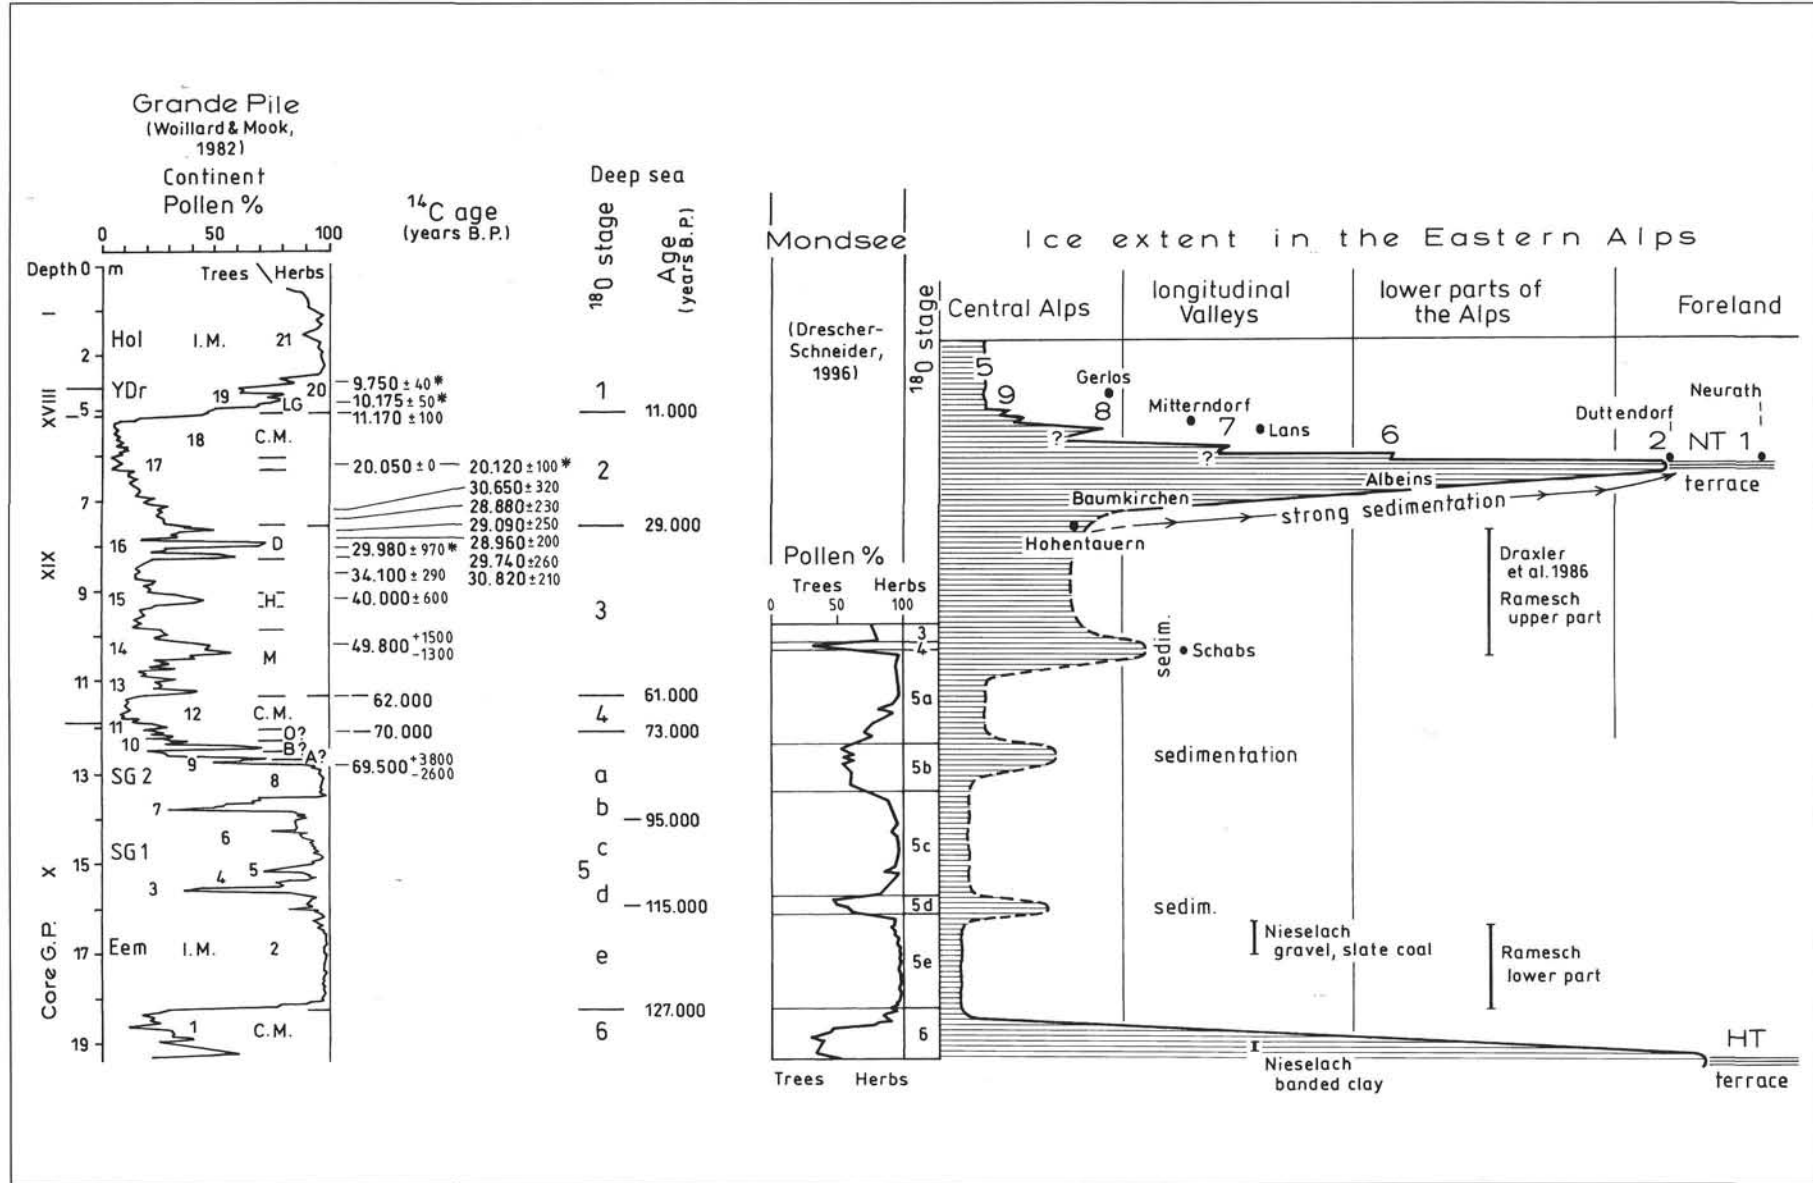 Grande Pile
(Woillard & Mook,
1982)
Continent
Pollen %
0 50 100
Depth 0 m
Trees \ Herbs
I
Hol I.M. 21
2
YDr 19 20
LG
XVIII
5
18 C.M.
17
7
16 D
XIX
9 15 H
14 M
13
11
12 C.M.
11 O?
10 B?
9 A?
SG 2 8
13
7
6
SG 1 5
15
X
4
3
Eem I.M. 2
17
Core G.P.
1 C.M.
19
14C age
(years B.P.)
9.750 ± 40 *
10.175 ± 50 *
11.170 ± 100
20.050 ± 0 — 20.120 ± 100 *
30.650 ± 320
28.880 ± 230
29.090 ± 250
28.960 ± 200
29.980 ± 970 *
29.740 ± 260
34.100 ± 290
30.820 ± 210
40.000 ± 600
49.800 +1500
-1300
62.000
70.000
69.500 +3800
-2600
Deep sea
18O stage
Age
(years B.P.)
1
11.000
2
29.000
3
61.000
4
73.000
a
b
95.000
c
5
d
115.000
e
127.000
6
Mondsee
(Drescher-
Schneider,
1996)
Pollen %
Trees Herbs
0 50 100
18O stage
3
4
5a
5b
5c
5d
5e
6
Trees Herbs
Ice extent in the Eastern Alps
Central Alps
longitudinal
Valleys
lower parts of
the Alps
Foreland
5
9
Gerlos
8
?
Mitterndorf
7
Lans
?
6
Duttendorf
Neurath
2 NT 1
terrace
Albeins
Baumkirchen
strong sedimentation
Hohentauern
Draxler
et al. 1986
Ramesch
upper part
sedim.
Schabs
sedimentation
sedim.
Nieselach
gravel, slate coal
Ramesch
lower part
HT
terrace
Nieselach
banded clay